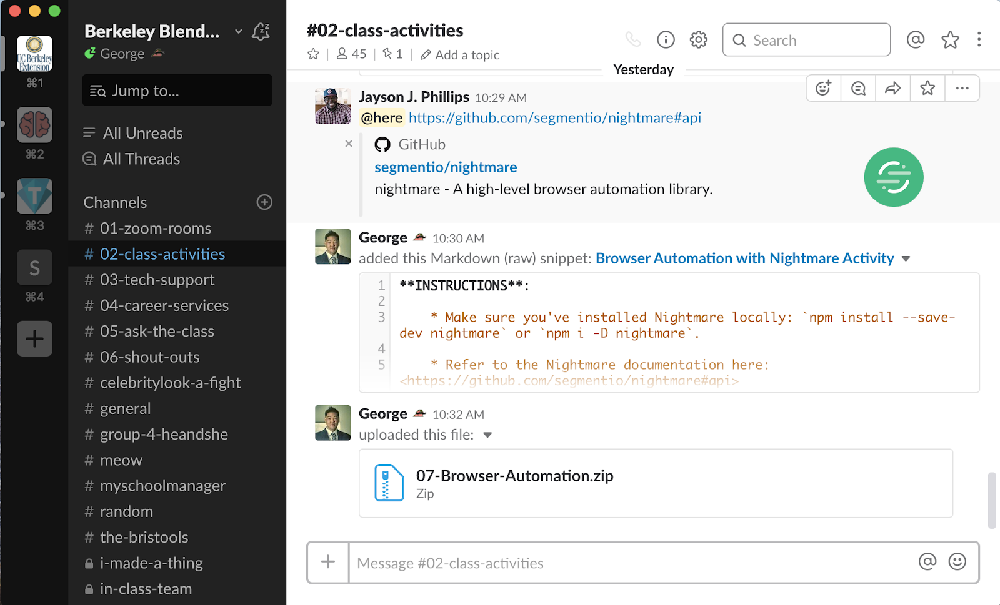 UC Berkeley
Extension
⌘1
⌘2
T
⌘3
S
⌘4
Berkeley Blend...
George
Jump to...
All Unreads
All Threads
Channels
# 01-zoom-rooms
# 02-class-activities
# 03-tech-support
# 04-career-services
# 05-ask-the-class
# 06-shout-outs
# celebritylook-a-fight
# general
# group-4-heandshe
# meow
# myschoolmanager
# random
# the-bristools
i-made-a-thing
in-class-team
#02-class-activities
45 | 1 | Add a topic
Search
Yesterday
Jayson J. Phillips 10:29 AM
@here https://github.com/segmentio/nightmare#api
GitHub
segmentio/nightmare
nightmare - A high-level browser automation library.
George 10:30 AM
added this Markdown (raw) snippet: Browser Automation with Nightmare Activity
1 **INSTRUCTIONS**:
2
3 * Make sure you've installed Nightmare locally: `npm install --save-
dev nightmare` or `npm i -D nightmare`.
4
5 * Refer to the Nightmare documentation here:
<https://github.com/segmentio/nightmare#api>
George 10:32 AM
uploaded this file:
07-Browser-Automation.zip
Zip
Message #02-class-activities